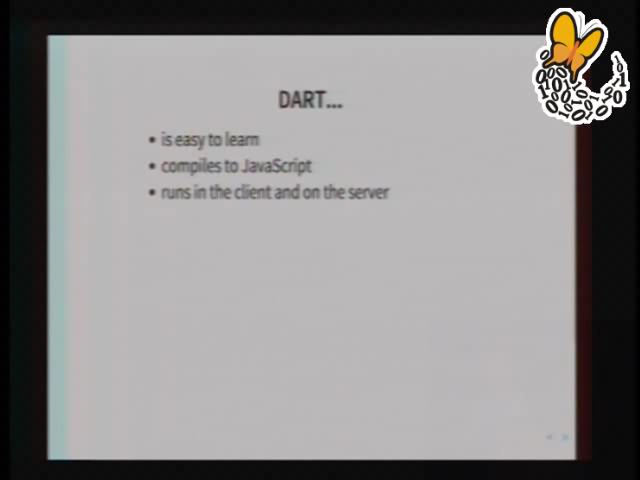 DART...
• is easy to learn
• compiles to JavaScript
• runs in the client and on the server